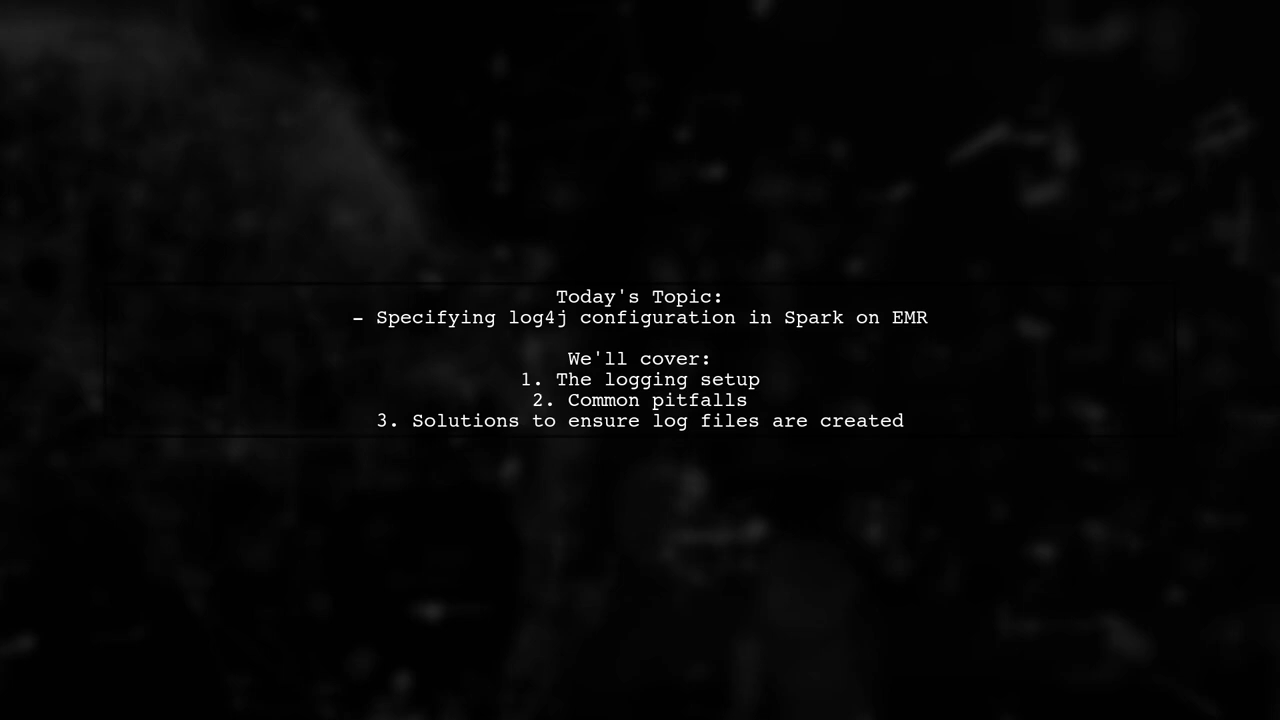 Today's Topic:
- Specifying log4j configuration in Spark on EMR
We'll cover:
1. The logging setup
2. Common pitfalls
3. Solutions to ensure log files are created